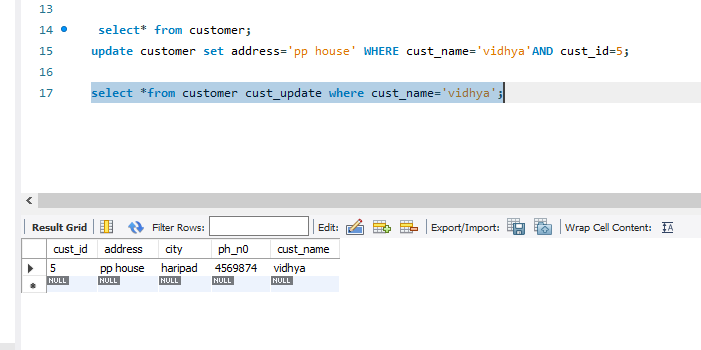 13
14 select* from customer;
15 update customer set address='pp house' WHERE cust_name='vidhya'AND cust_id=5;
16
17 select *from customer cust_update where cust_name='vidhya';
Result Grid Filter Rows: Edit: Export/Import: Wrap Cell Content: IA
cust_id address city ph_n0 cust_name
5 pp house haripad 4569874 vidhya
NULL NULL NULL NULL NULL